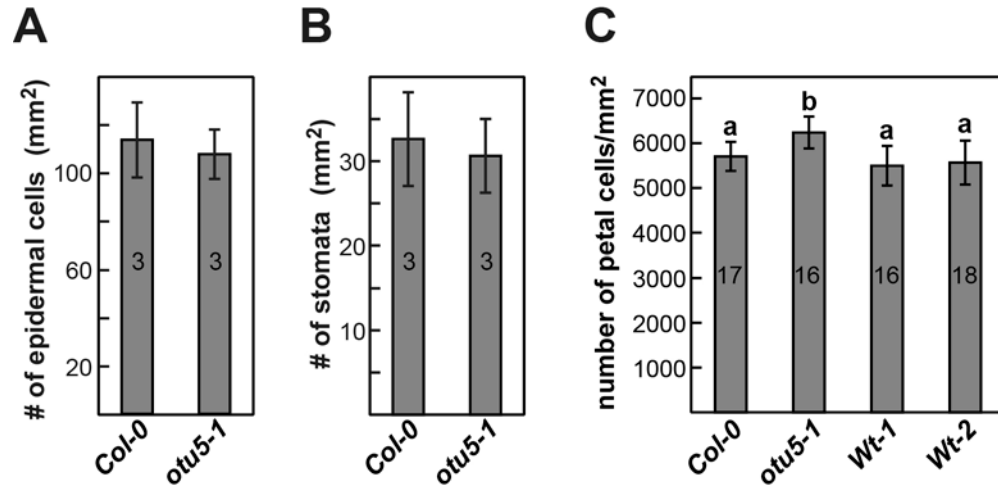 A
# of epidermal cells (mm2)
100
60
20
3
3
Col-0
otu5-1
B
# of stomata (mm2)
30
20
10
3
3
Col-0
otu5-1
C
number of petal cells/mm2
7000
6000
5000
4000
3000
2000
1000
a
b
a
a
17
16
16
18
Col-0
otu5-1
Wt-1
Wt-2